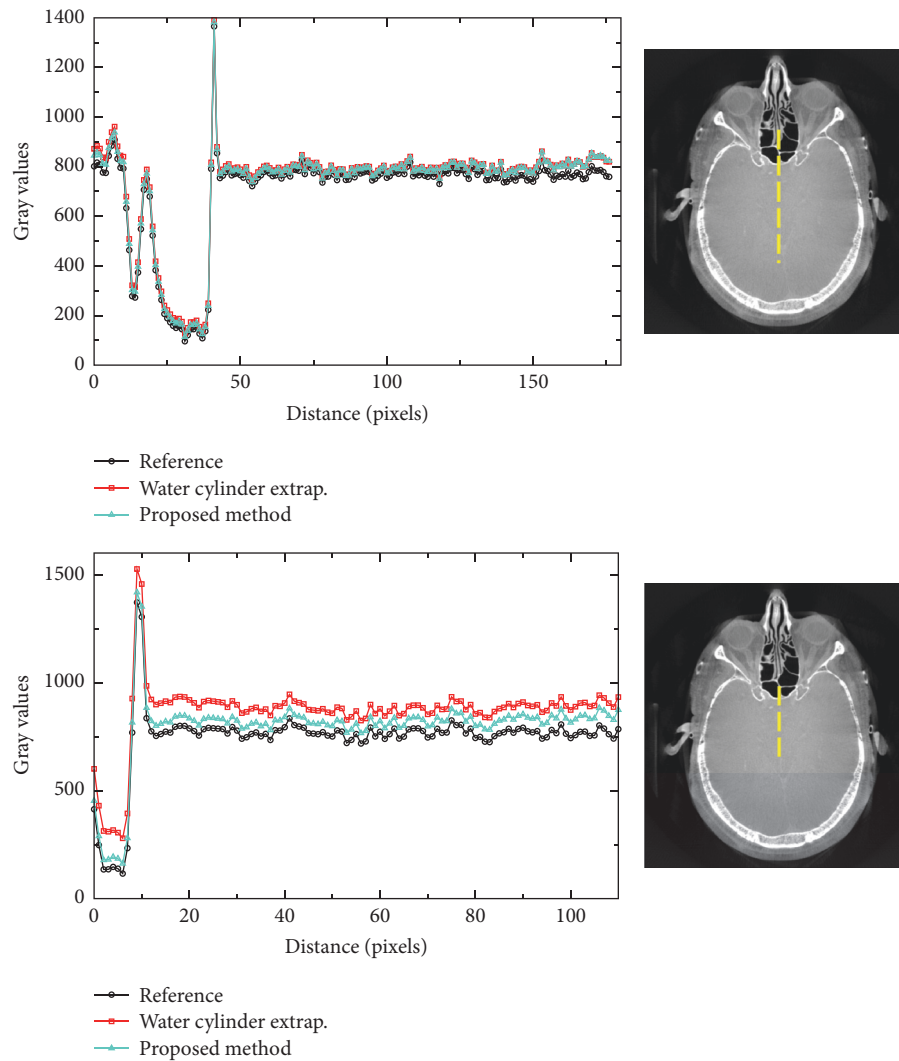 1400
1200
1000
800
600
400
200
0
Gray values
0 50 100 150
Distance (pixels)
Reference
Water cylinder extrap.
Proposed method
1500
1000
500
0
Gray values
0 20 40 60 80 100
Distance (pixels)
Reference
Water cylinder extrap.
Proposed method